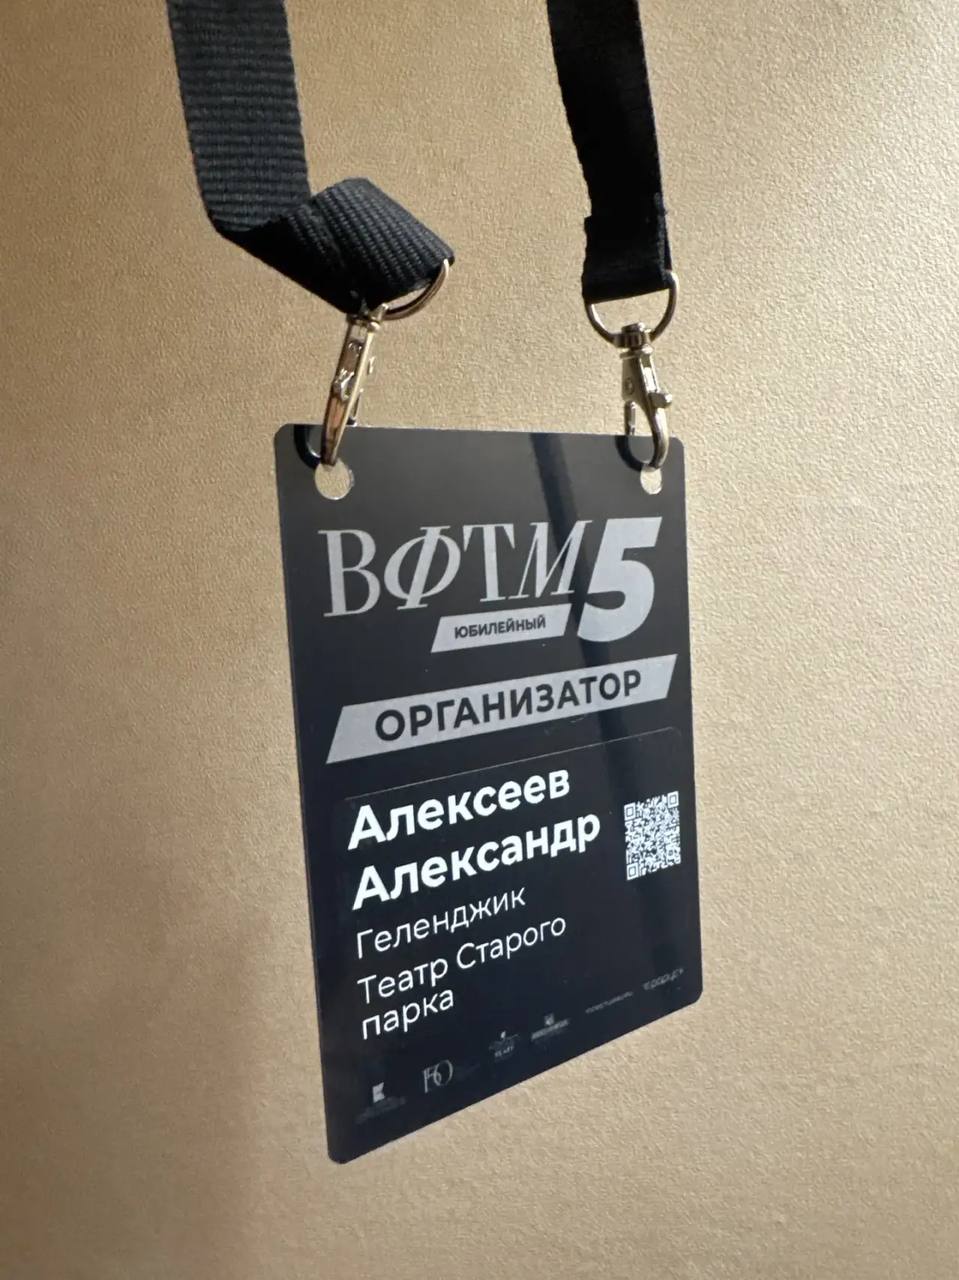 ВФТМ5
ЮБИЛЕЙНЫЙ
ОРГАНИЗАТОР
Алексеев
Александр
Геленджик
Театр Старого
парка